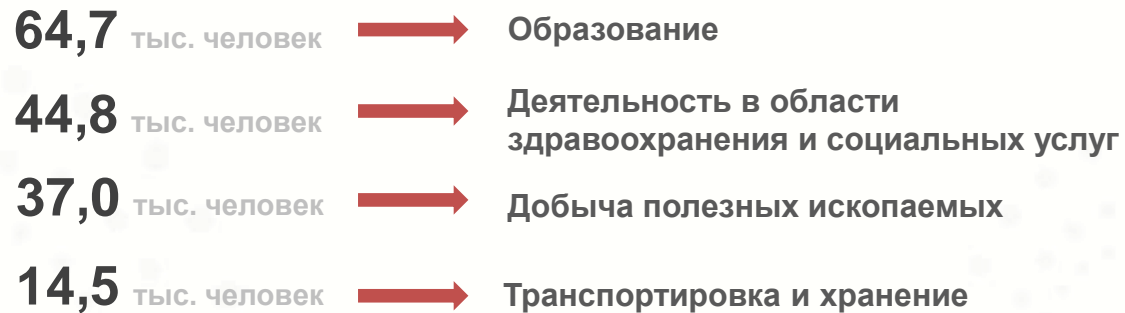 64,7 тыс. человек Образование
44,8 тыс. человек Деятельность в области
здравоохранения и социальных услуг
37,0 тыс. человек Добыча полезных ископаемых
14,5 тыс. человек Транспортировка и хранение